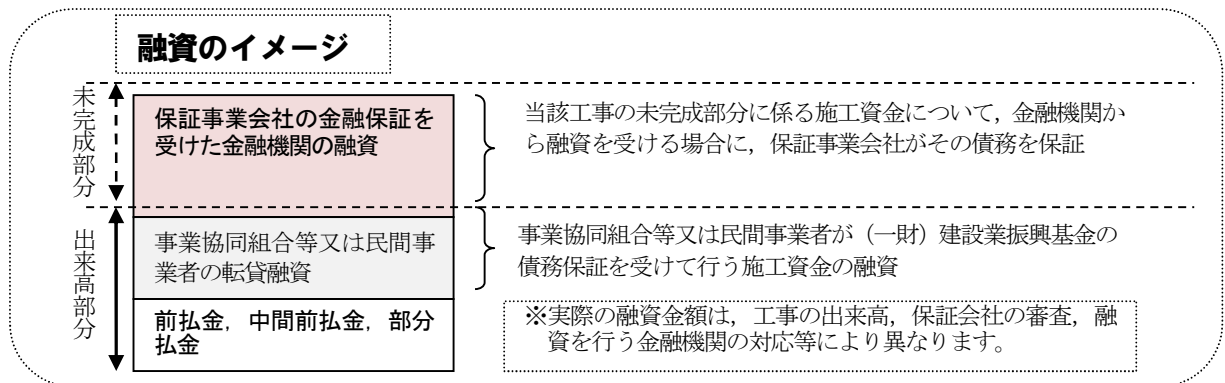 融資のイメージ
未完成部分
保証事業会社の金融保証を
受けた金融機関の融資
当該工事の未完成部分に係る施工資金について，金融機関か
ら融資を受ける場合に，保証事業会社がその債務を保証
出来高部分
事業協同組合等又は民間事
業者の転貸融資
事業協同組合等又は民間事業者が（一財）建設業振興基金の
債務保証を受けて行う施工資金の融資
前払金，中間前払金，部分
払金
※実際の融資金額は，工事の出来高，保証会社の審査，融
資を行う金融機関の対応等により異なります。